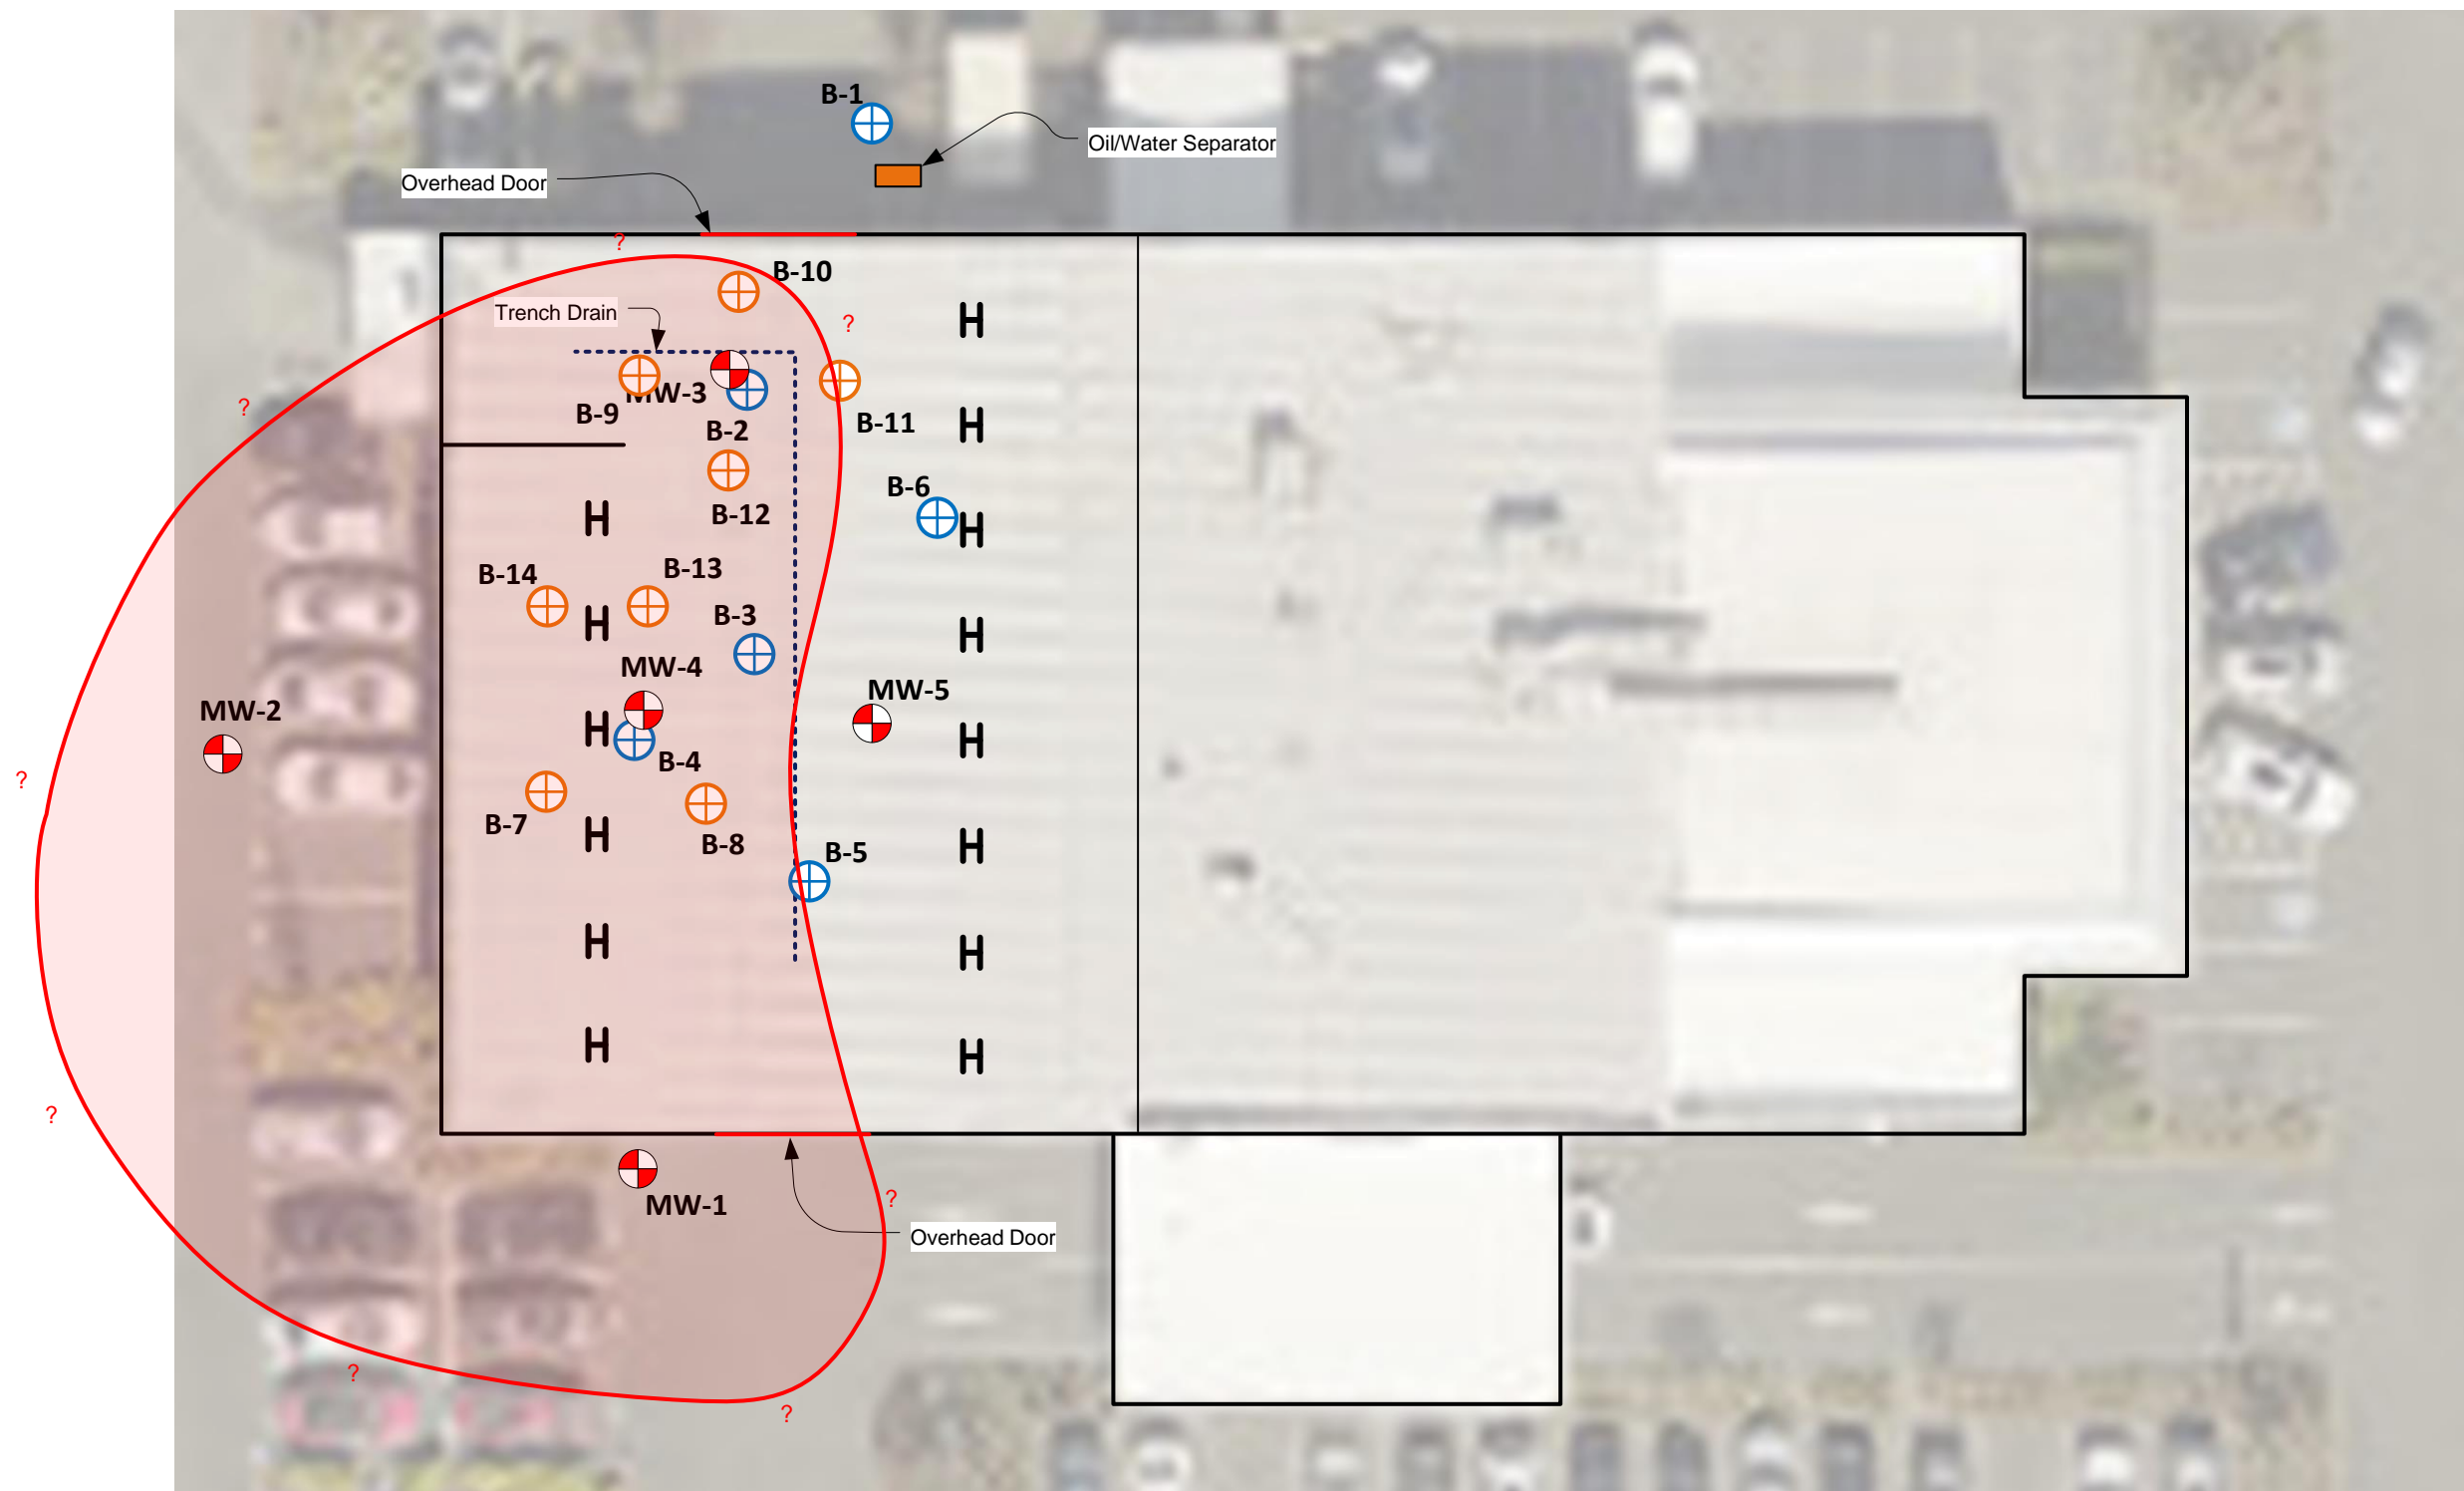 B-1
Oil/Water Separator
Overhead Door
?
B-10
Trench Drain
?
H
MW-3
B-9
?
B-11
H
B-2
B-6
B-12
H
H
B-14
B-13
B-3
H
H
MW-4
MW-5
MW-2
H
H
B-4
?
B-7
B-8
H
B-5
H
H
H
H
H
?
MW-1
?
Overhead Door
?
?